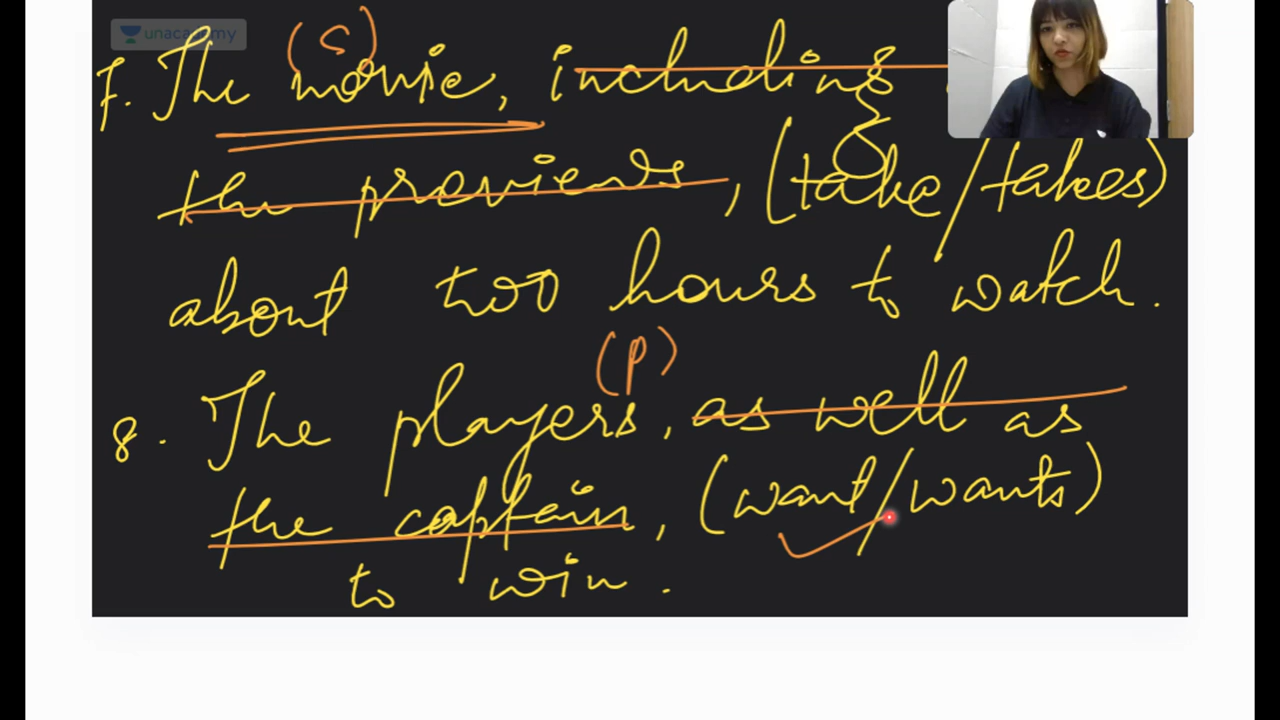 unacademy
(S)
7. The movie, including
the previews, (take/takes)
about two hours to watch.
(P)
8. The players, as well as
the captain, (want/wants)
to win.